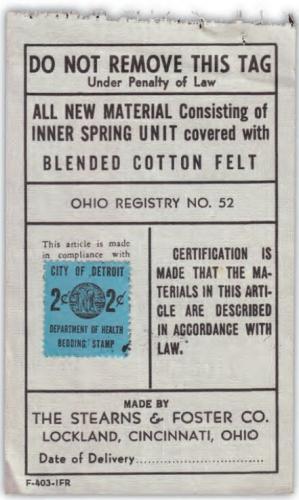 DO NOT REMOVE THIS TAG
Under Penalty of Law
ALL NEW MATERIAL Consisting of
INNER SPRING UNIT covered with
BLENDED COTTON FELT
OHIO REGISTRY NO. 52
This article is made
in compliance with
CITY OF DETROIT
2¢ 2¢
DEPARTMENT OF HEALTH
BEDDING STAMP
CERTIFICATION IS
MADE THAT THE MA-
TERIALS IN THIS ARTI-
CLE ARE DESCRIBED
IN ACCORDANCE WITH
LAW.
MADE BY
THE STEARNS & FOSTER CO.
LOCKLAND, CINCINNATI, OHIO
Date of Delivery..............................
F-403-1FR